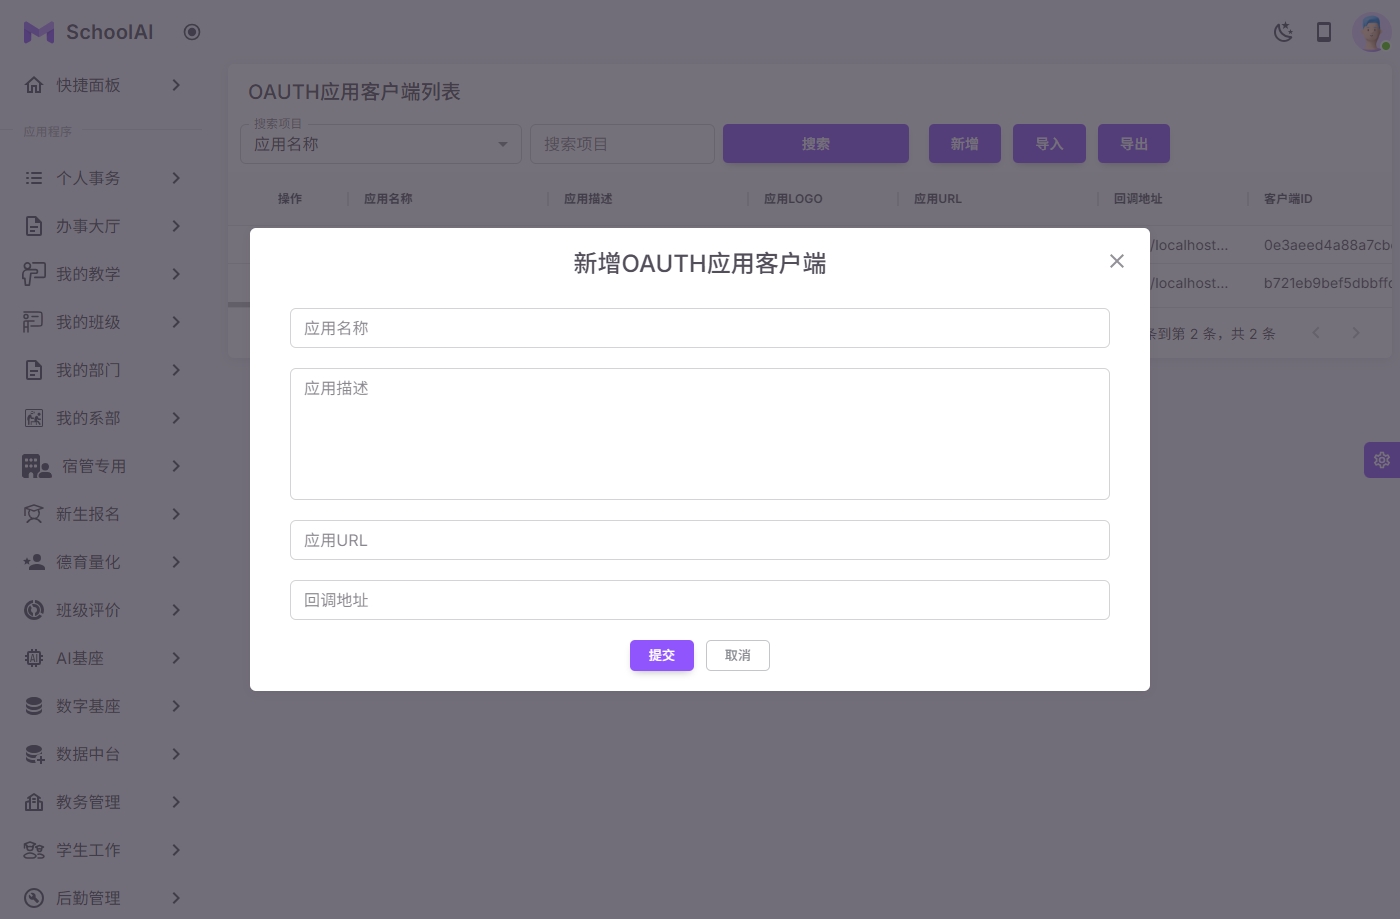 SchoolAI
快捷面板
应用程序
个人事务
办事大厅
我的教学
我的班级
我的部门
我的系部
宿管专用
新生报名
德育量化
班级评价
AI基座
数字基座
数据中台
教务管理
学生工作
后勤管理
OAUTH应用客户端列表
搜索项目
应用名称
搜索项目
搜索
新增
导入
导出
操作
应用名称
应用描述
应用LOGO
应用URL
回调地址
客户端ID
/localhost...
0e3aeed4a88a7cb
/localhost...
b721eb9bef5dbbff
条到第 2 条，共 2 条
新增OAUTH应用客户端
应用名称
应用描述
应用URL
回调地址
提交
取消